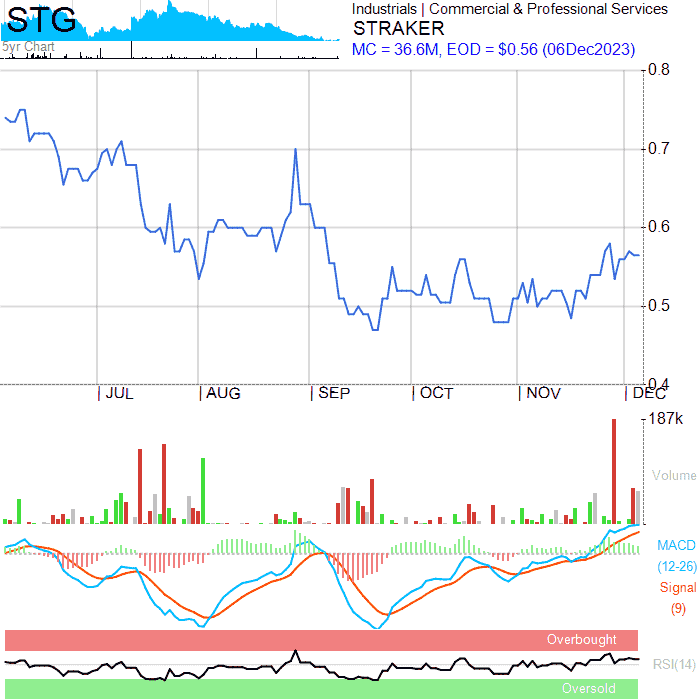 STG
5yr Chart
Industrials | Commercial & Professional Services
STRAKER
MC = 36.6M, EOD = $0.56 (06Dec2023)
0.8
0.7
0.6
0.5
0.4
JUL AUG SEP OCT NOV DEC
187k
Volume
MACD
(12-26)
Signal
(9)
Overbought
RSI(14)
Oversold